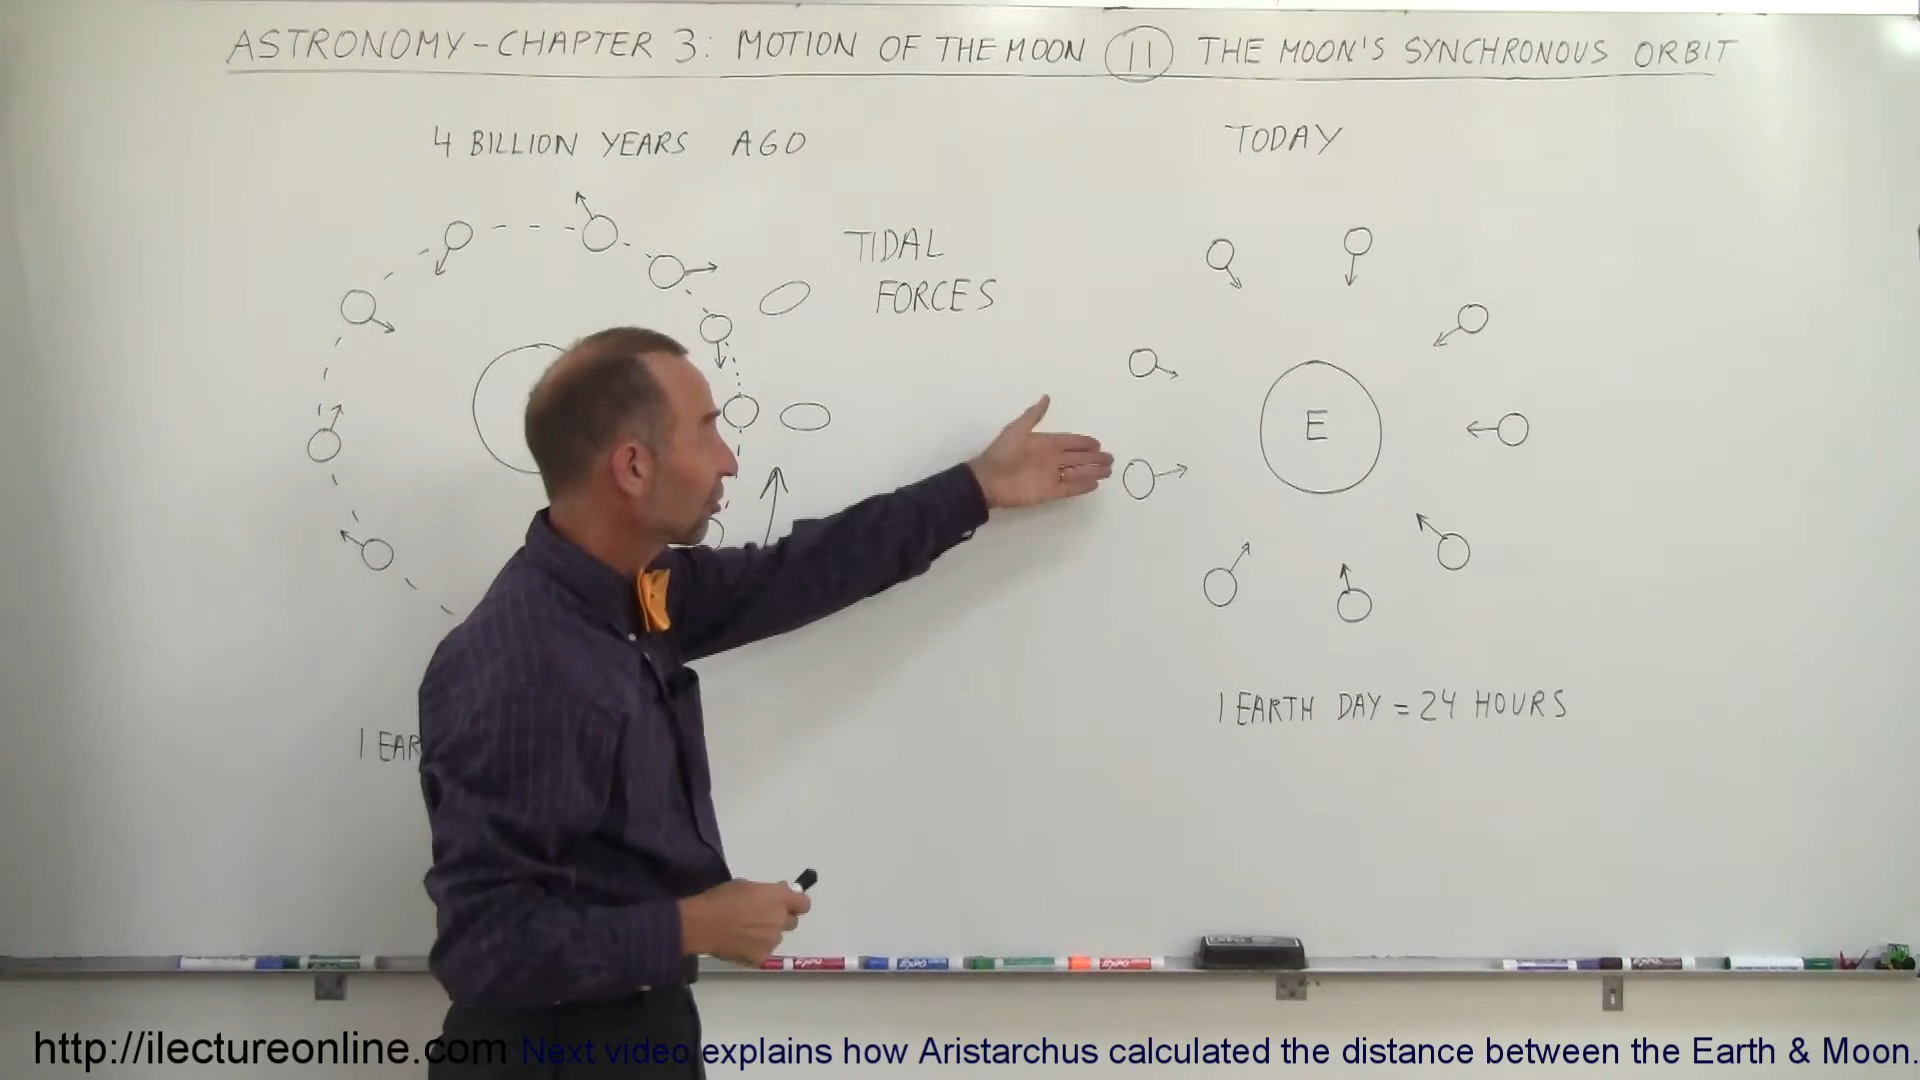 ASTRONOMY - CHAPTER 3: MOTION OF THE MOON 11 THE MOON'S SYNCHRONOUS ORBIT
4 BILLION YEARS AGO
TODAY
TIDAL
FORCES
E
1 EARTH DAY = 24 HOURS
1 EAR
http://ilectureonline.com Next video explains how Aristarchus calculated the distance between the Earth & Moon.